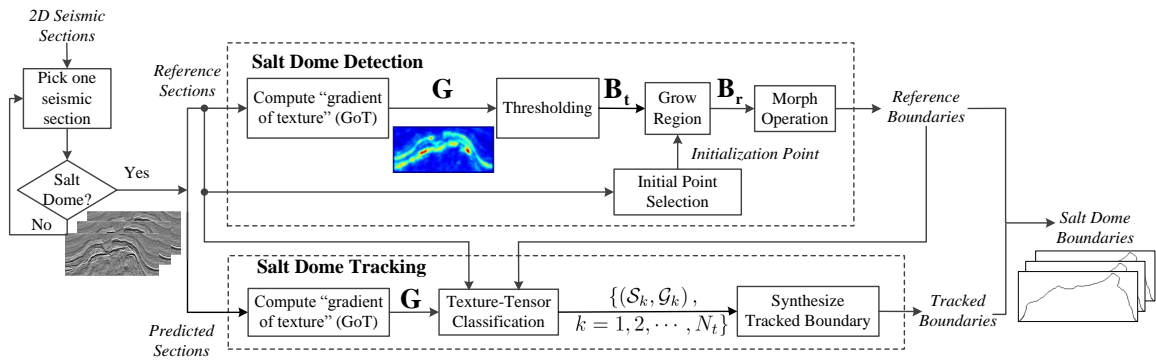 2D Seismic
Sections
Pick one
seismic
section
Salt
Dome?
Yes
No
Reference
Sections
Predicted
Sections
Salt Dome Detection
Compute “gradient
of texture” (GoT)
G
Thresholding
B_t
Grow
Region
B_r
Morph
Operation
Initialization Point
Initial Point
Selection
Reference
Boundaries
Salt Dome Tracking
Compute “gradient
of texture” (GoT)
G
Texture-Tensor
Classification
{(𝒮_k, 𝒢_k),
k = 1, 2, ⋯ , N_t}
Synthesize
Tracked Boundary
Tracked
Boundaries
Salt Dome
Boundaries